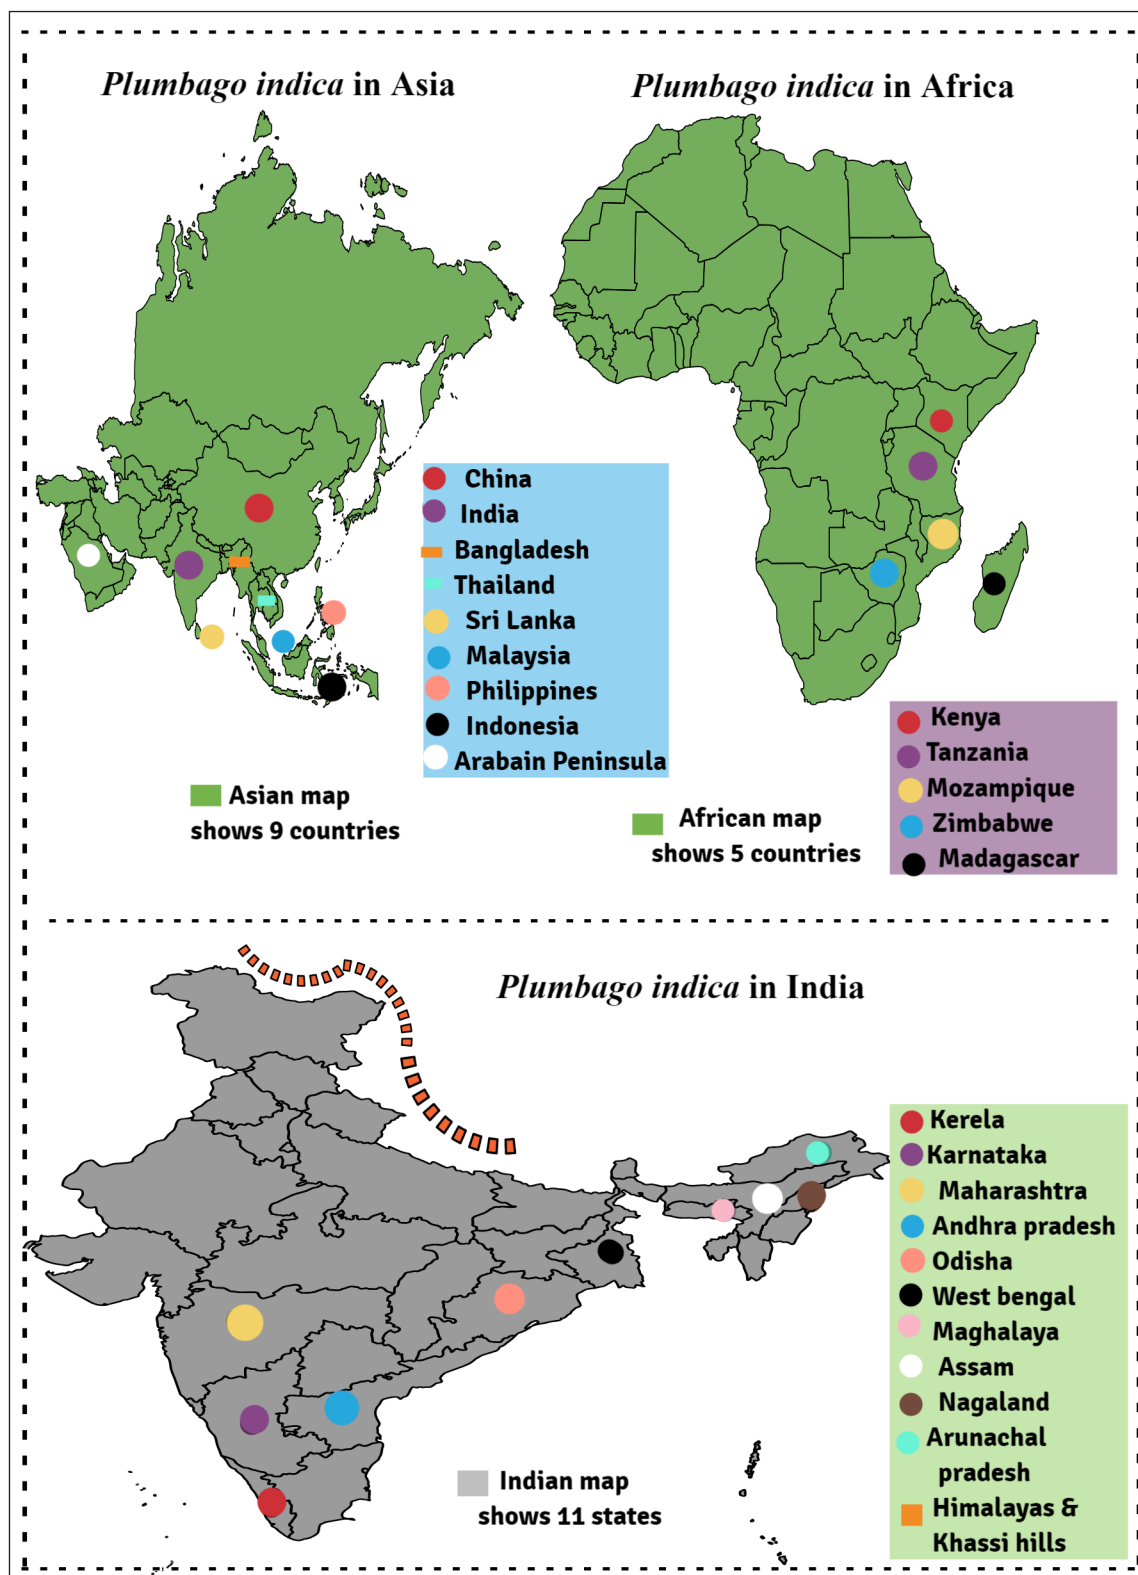 Plumbago indica in Asia
Plumbago indica in Africa
China
India
Bangladesh
Thailand
Sri Lanka
Malaysia
Philippines
Indonesia
Arabain Peninsula
Asian map
shows 9 countries
Kenya
Tanzania
Mozampique
Zimbabwe
Madagascar
African map
shows 5 countries
Plumbago indica in India
Kerela
Karnataka
Maharashtra
Andhra pradesh
Odisha
West bengal
Maghalaya
Assam
Nagaland
Arunachal
pradesh
Himalayas &
Khassi hills
Indian map
shows 11 states